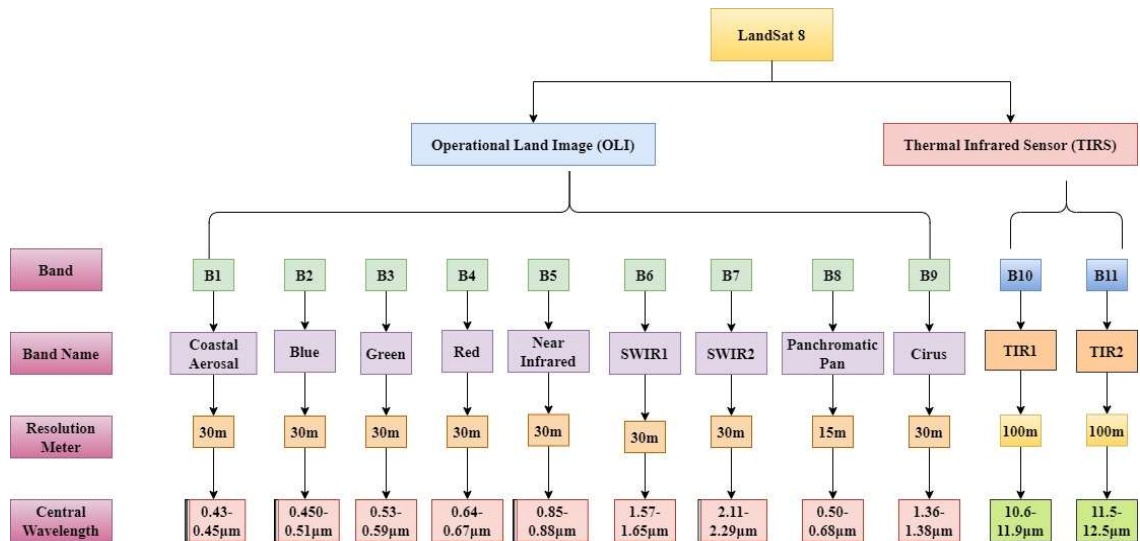 LandSat 8
Operational Land Image (OLI)
Thermal Infrared Sensor (TIRS)
Band
B1
B2
B3
B4
B5
B6
B7
B8
B9
B10
B11
Band Name
Coastal
Aerosal
Blue
Green
Red
Near
Infrared
SWIR1
SWIR2
Panchromatic
Pan
Cirus
TIR1
TIR2
Resolution
Meter
30m
30m
30m
30m
30m
30m
30m
15m
30m
100m
100m
Central
Wavelength
0.43-
0.45µm
0.450-
0.51µm
0.53-
0.59µm
0.64-
0.67µm
0.85-
0.88µm
1.57-
1.65µm
2.11-
2.29µm
0.50-
0.68µm
1.36-
1.38µm
10.6-
11.9µm
11.5-
12.5µm